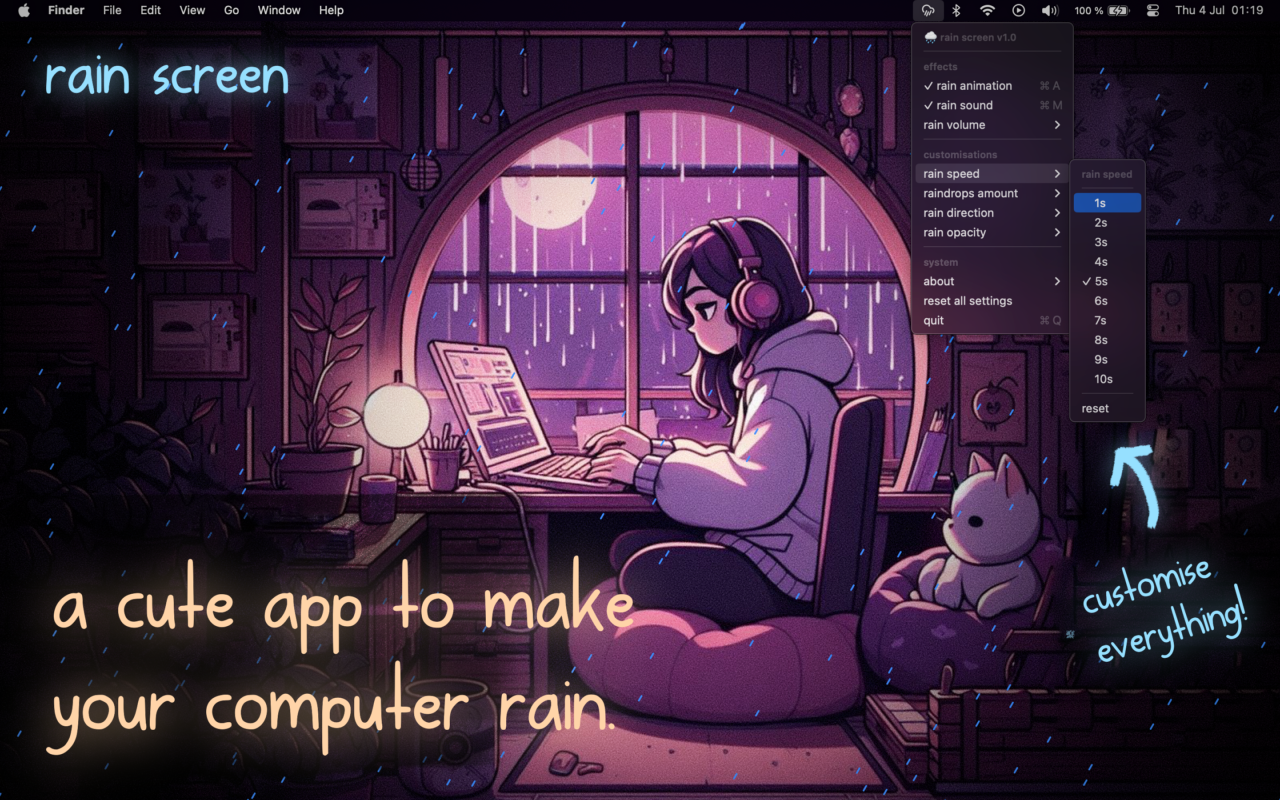 Finder File Edit View Go Window Help 100 % Thu 4 Jul 01:19
rain screen
rain screen v1.0
effects
✓ rain animation ⌘ A
✓ rain sound ⌘ M
rain volume
customisations
rain speed
raindrops amount
rain direction
rain opacity
system
about
reset all settings
quit ⌘ Q
rain speed
1s
2s
3s
4s
✓ 5s
6s
7s
8s
9s
10s
reset
customise
everything!
a cute app to make
your computer rain.